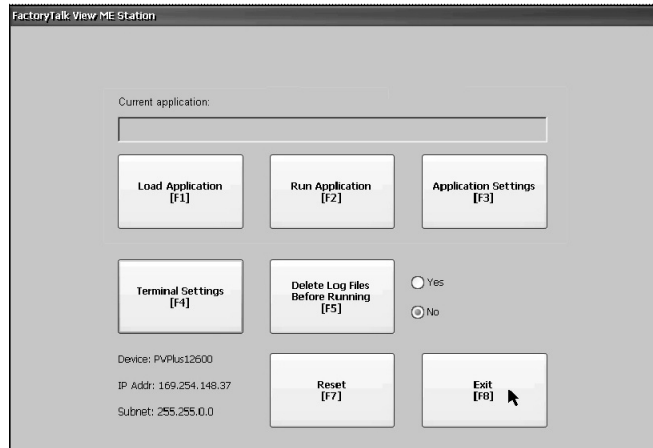 FactoryTalk View ME Station
Current application:
Load Application
[F1]
Run Application
[F2]
Application Settings
[F3]
Terminal Settings
[F4]
Delete Log Files
Before Running
[F5]
Yes
No
Device: PVPlus12600
IP Addr: 169.254.148.37
Subnet: 255.255.0.0
Reset
[F7]
Exit
[F8]